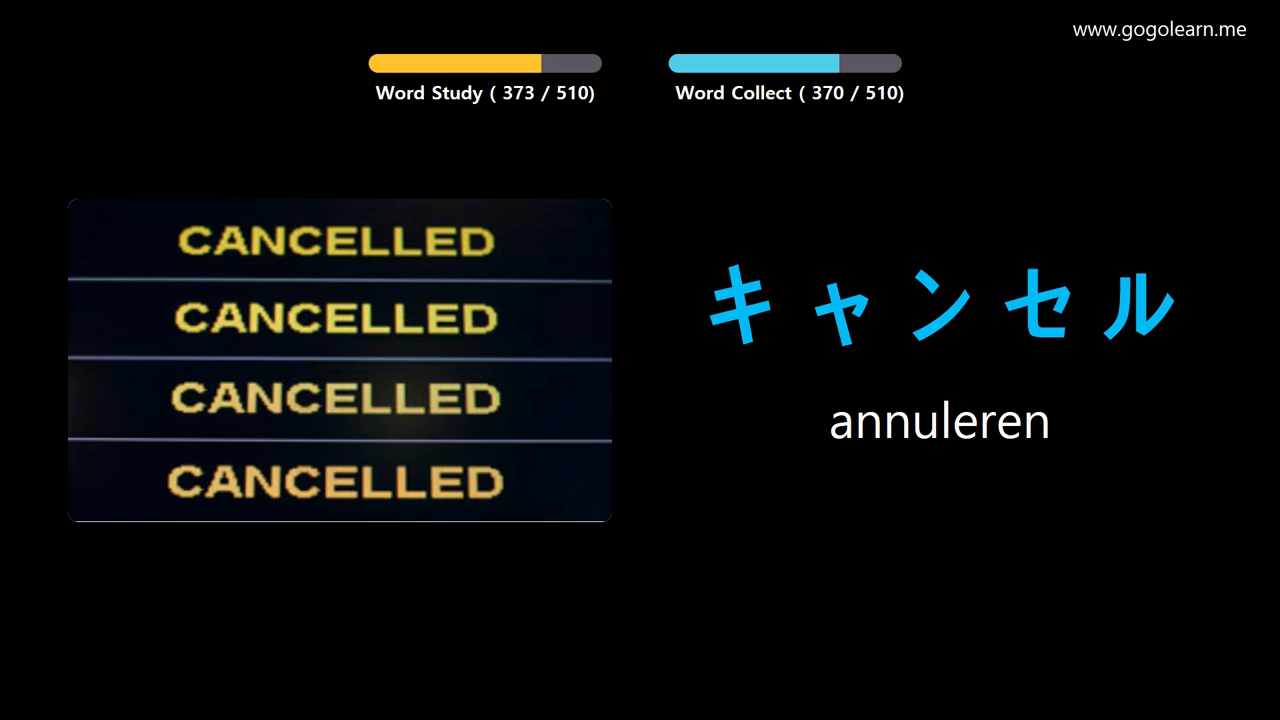 www.gogolearn.me
Word Study ( 373 / 510)
Word Collect ( 370 / 510)
CANCELLED
CANCELLED
CANCELLED
CANCELLED
キャンセル
annuleren